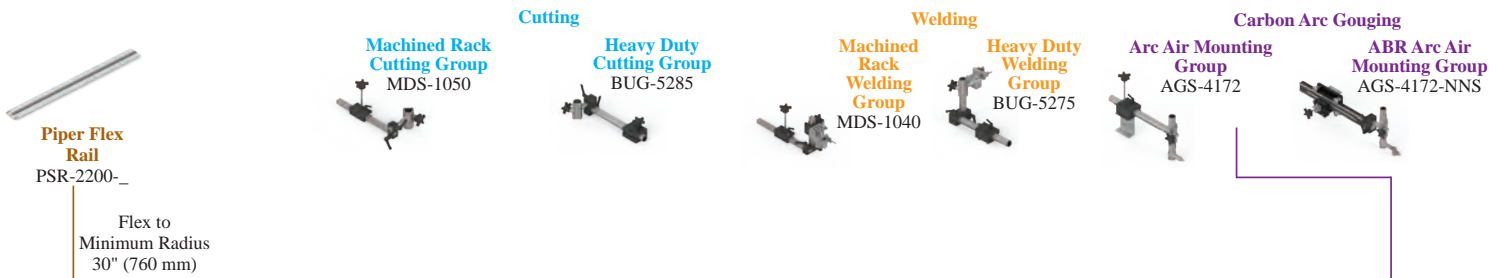 Cutting
Welding
Carbon Arc Gouging
Machined Rack
Cutting Group
MDS-1050
Heavy Duty
Cutting Group
BUG-5285
Machined
Rack
Welding
Group
MDS-1040
Heavy Duty
Welding
Group
BUG-5275
Arc Air Mounting
Group
AGS-4172
ABR Arc Air
Mounting Group
AGS-4172-NNS
Piper Flex
Rail
PSR-2200-_
Flex to
Minimum Radius
30" (760 mm)